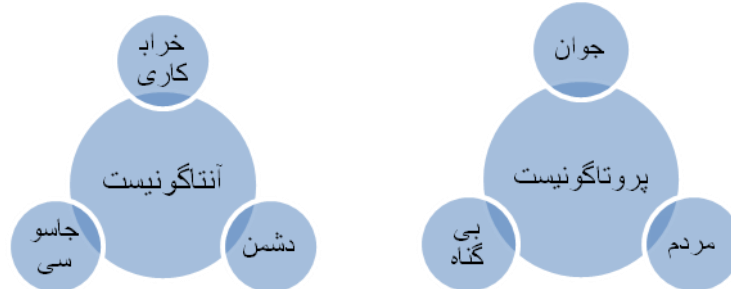 جوان
پروتاگونیست
بی
گناه
مردم
خراب
کاری
آنتاگونیست
جاسو
سی
دشمن